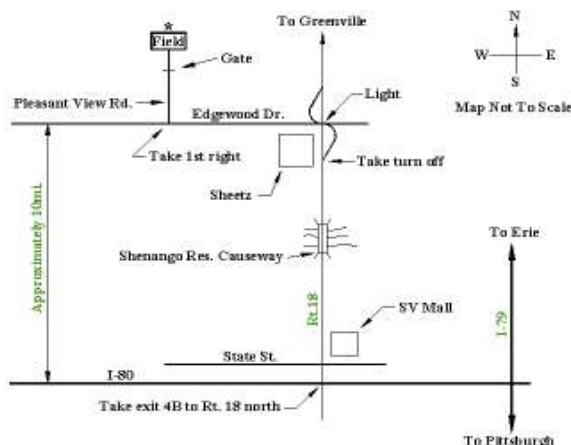 To Greenville
N
*
Field
W E
Gate
S
Light
Pleasant View Rd.
Map Not To Scale
Edgewood Dr.
Take 1st right
Take turn off
Sheetz
To Erie
Approximately 10mi.
Shenango Res. Causeway
Rt.18
SV Mall
I-79
State St.
I-80
Take exit 4B to Rt. 18 north
To Pittsburgh